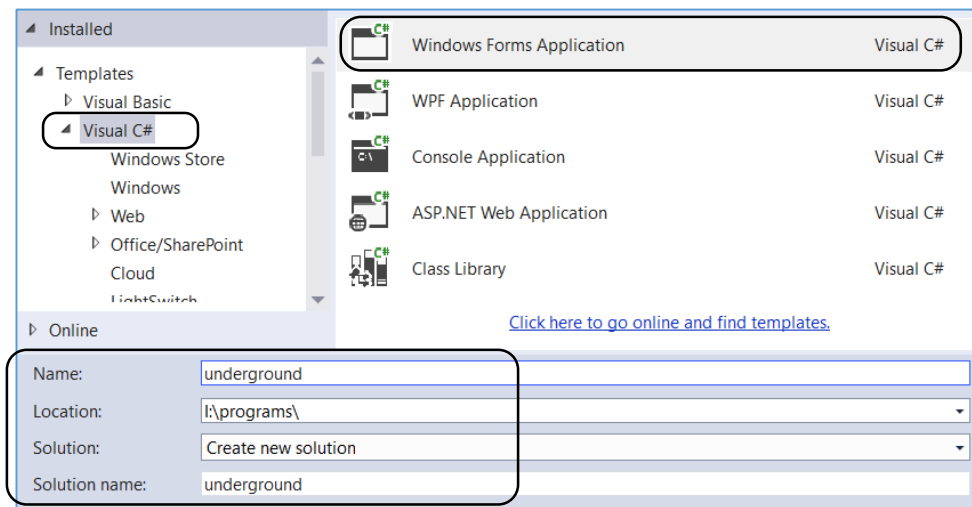 Installed
Templates
Visual Basic
Visual C#
Windows Store
Windows
Web
Office/SharePoint
Cloud
LightSwitch
Online
C# Windows Forms Application Visual C#
C# WPF Application Visual C#
C# C:\ Console Application Visual C#
C# ASP.NET Web Application Visual C#
C# Class Library Visual C#
Click here to go online and find templates.
Name: underground
Location: I:\programs\
Solution: Create new solution
Solution name: underground